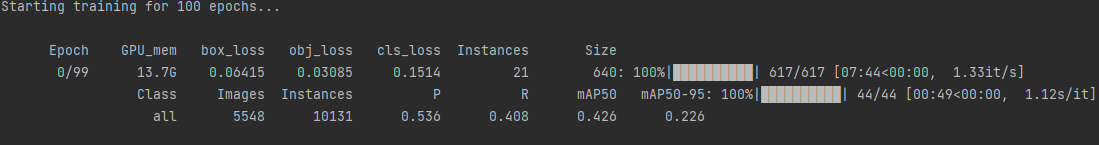 Starting training for 100 epochs...
Epoch GPU_mem box_loss obj_loss cls_loss Instances Size
0/99 13.7G 0.06415 0.03085 0.1514 21 640: 100%|██████████| 617/617 [07:44<00:00, 1.33it/s]
Class Images Instances P R mAP50 mAP50-95: 100%|██████████| 44/44 [00:49<00:00, 1.12s/it]
all 5548 10131 0.536 0.408 0.426 0.226